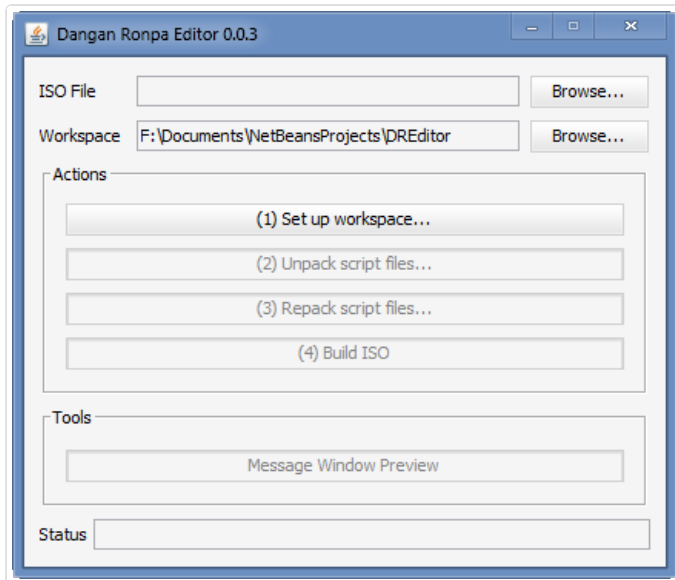 Dangan Ronpa Editor 0.0.3
ISO File Browse...
Workspace F:\Documents\NetBeansProjects\DREditor Browse...
Actions
(1) Set up workspace...
(2) Unpack script files...
(3) Repack script files...
(4) Build ISO
Tools
Message Window Preview
Status